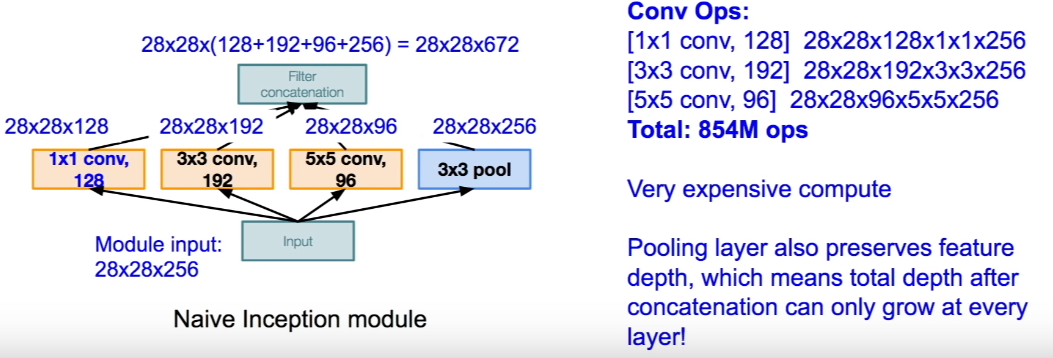 28x28x(128+192+96+256) = 28x28x672
Filter
concatenation
28x28x128
28x28x192
28x28x96
28x28x256
1x1 conv,
128
3x3 conv,
192
5x5 conv,
96
3x3 pool
Module input:
28x28x256
Input
Naive Inception module
Conv Ops:
[1x1 conv, 128] 28x28x128x1x1x256
[3x3 conv, 192] 28x28x192x3x3x256
[5x5 conv, 96] 28x28x96x5x5x256
Total: 854M ops
Very expensive compute
Pooling layer also preserves feature
depth, which means total depth after
concatenation can only grow at every
layer!